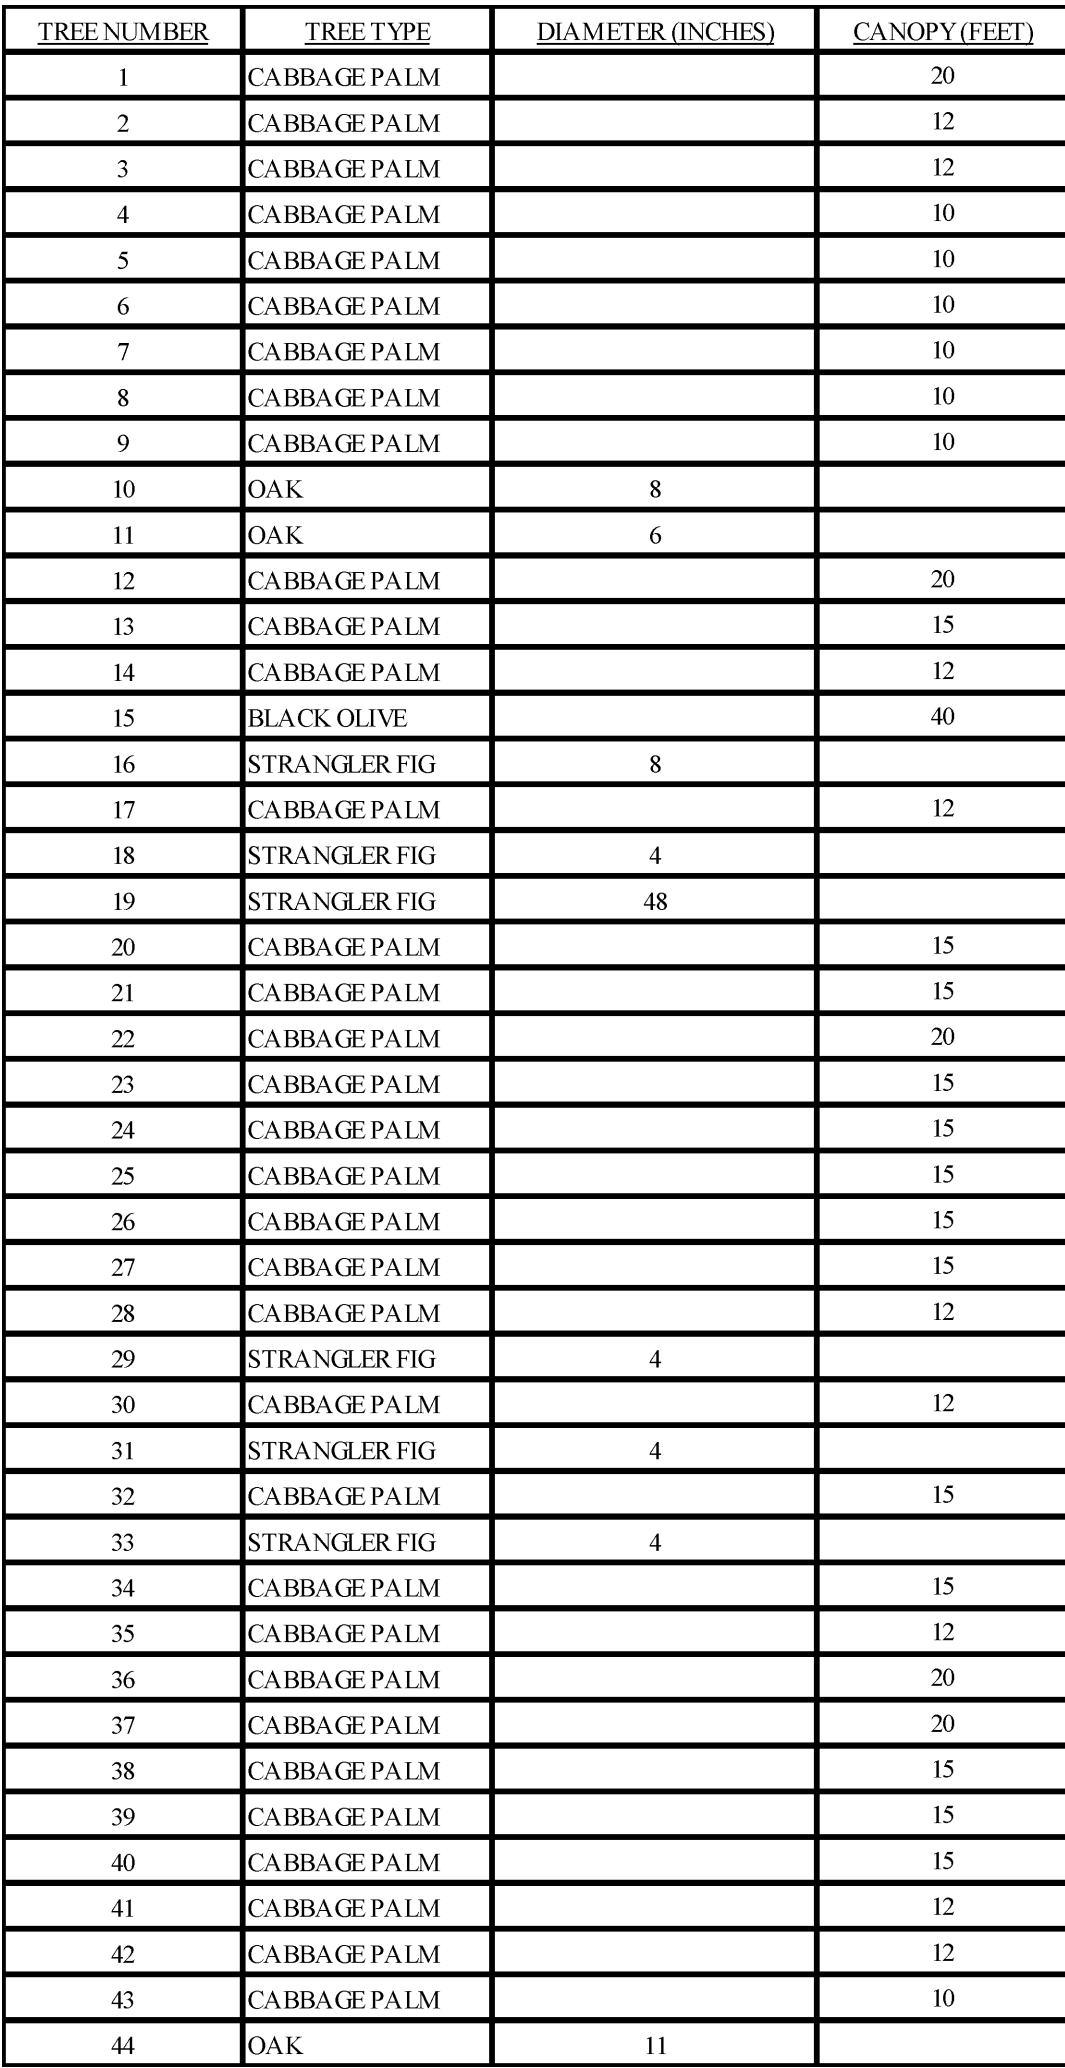 TREE NUMBER TREE TYPE DIAMETER (INCHES) CANOPY (FEET)
1 CABBAGE PALM 20
2 CABBAGE PALM 12
3 CABBAGE PALM 12
4 CABBAGE PALM 10
5 CABBAGE PALM 10
6 CABBAGE PALM 10
7 CABBAGE PALM 10
8 CABBAGE PALM 10
9 CABBAGE PALM 10
10 OAK 8
11 OAK 6
12 CABBAGE PALM 20
13 CABBAGE PALM 15
14 CABBAGE PALM 12
15 BLACK OLIVE 40
16 STRANGLER FIG 8
17 CABBAGE PALM 12
18 STRANGLER FIG 4
19 STRANGLER FIG 48
20 CABBAGE PALM 15
21 CABBAGE PALM 15
22 CABBAGE PALM 20
23 CABBAGE PALM 15
24 CABBAGE PALM 15
25 CABBAGE PALM 15
26 CABBAGE PALM 15
27 CABBAGE PALM 15
28 CABBAGE PALM 12
29 STRANGLER FIG 4
30 CABBAGE PALM 12
31 STRANGLER FIG 4
32 CABBAGE PALM 15
33 STRANGLER FIG 4
34 CABBAGE PALM 15
35 CABBAGE PALM 12
36 CABBAGE PALM 20
37 CABBAGE PALM 20
38 CABBAGE PALM 15
39 CABBAGE PALM 15
40 CABBAGE PALM 15
41 CABBAGE PALM 12
42 CABBAGE PALM 12
43 CABBAGE PALM 10
44 OAK 11